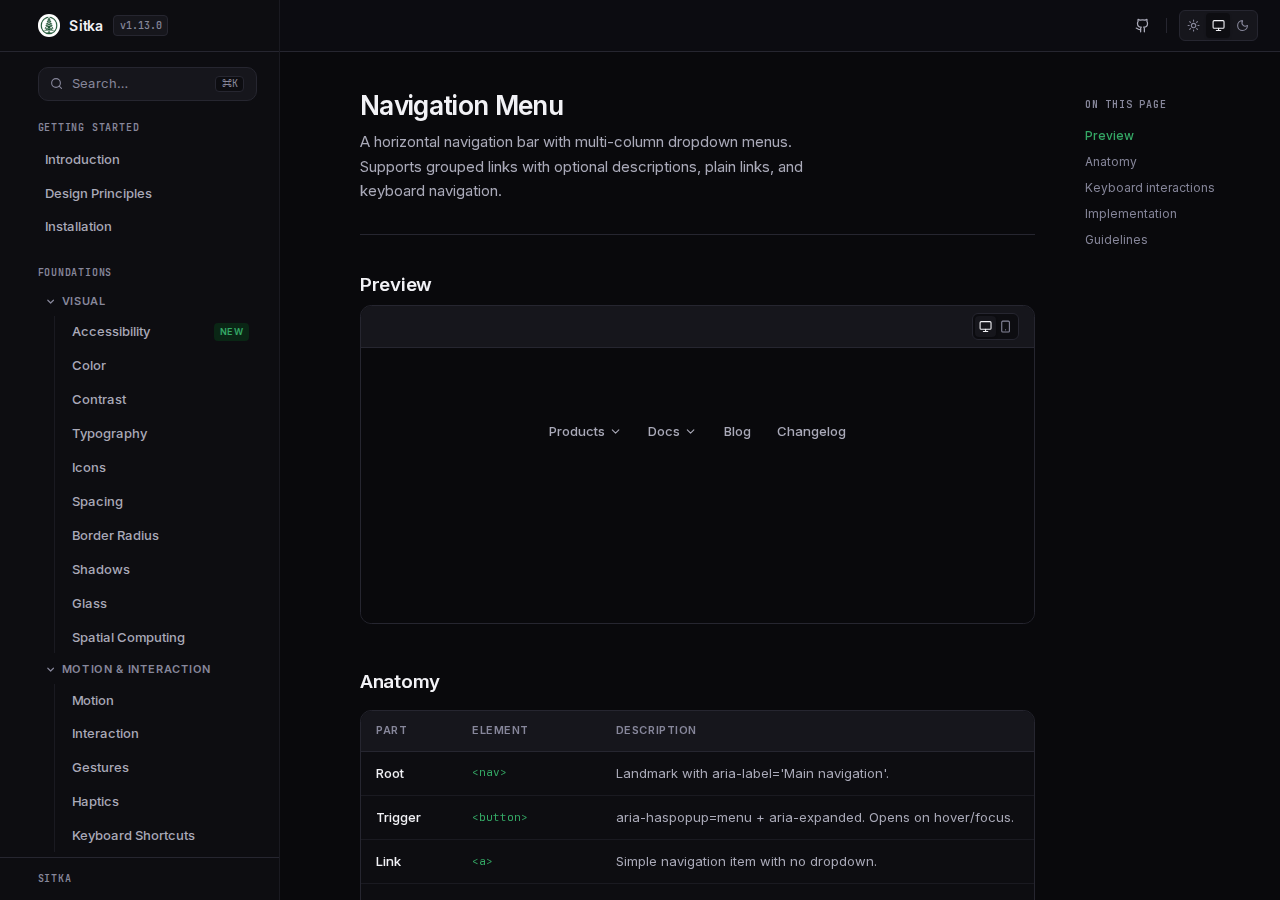 Sitka v1.13.0
Search... ⌘K
GETTING STARTED
Introduction
Design Principles
Installation
FOUNDATIONS
VISUAL
Accessibility NEW
Color
Contrast
Typography
Icons
Spacing
Border Radius
Shadows
Glass
Spatial Computing
MOTION & INTERACTION
Motion
Interaction
Gestures
Haptics
Keyboard Shortcuts
SITKA
Navigation Menu
A horizontal navigation bar with multi-column dropdown menus.
Supports grouped links with optional descriptions, plain links, and
keyboard navigation.
Preview
Products Docs Blog Changelog
Anatomy
PART ELEMENT DESCRIPTION
Root <nav> Landmark with aria-label='Main navigation'.
Trigger <button> aria-haspopup=menu + aria-expanded. Opens on hover/focus.
Link <a> Simple navigation item with no dropdown.
ON THIS PAGE
Preview
Anatomy
Keyboard interactions
Implementation
Guidelines